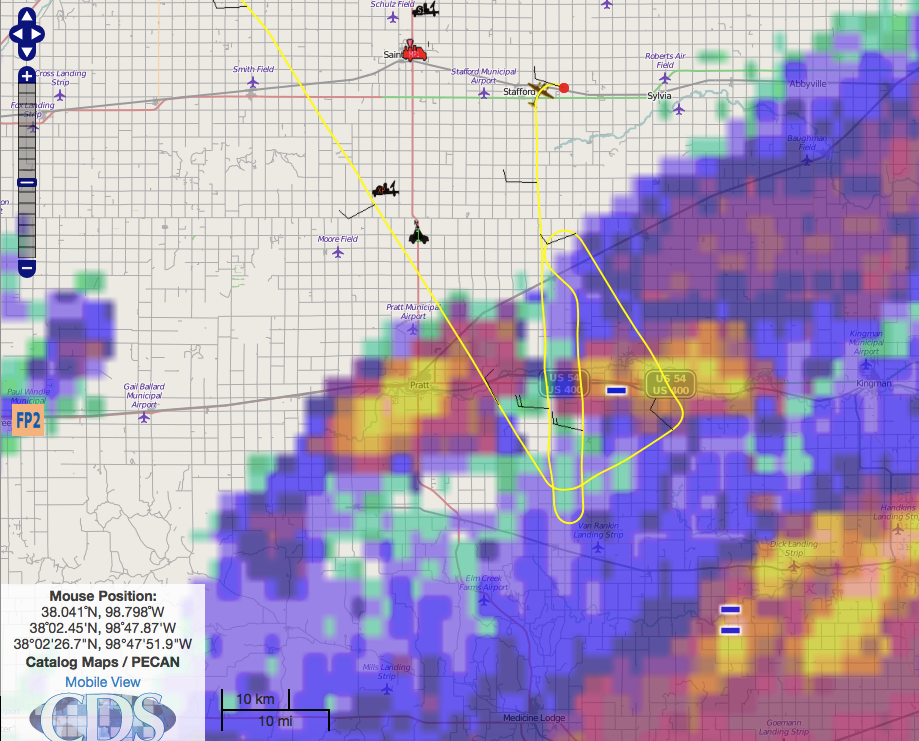 Schulz Field
Saint
Cross Landing
Strip
Smith Field
Stafford Municipal
Airport
Roberts Air
Field
Stafford
Sylvia
Abbyville
Fox Landing
Strip
Baughman
Field
Moore Field
Pratt Municipal
Airport
Kingman
Municipal
Airport
Kingman
Pratt
US 54
US 400
US 54
US 400
Paul Windle
Municipal
Gail Ballard
Municipal
Airport
FP2
Van Rankin
Landing Strip
Dick Landing
Strip
Elm Creek
Farms Airport
Mills Landing
Strip
Medicine Lodge
Goemann
Landing Strip
Mouse Position:
38.041°N, 98.798°W
38°02.45'N, 98°47.87'W
38°02'26.7"N, 98°47'51.9"W
Catalog Maps / PECAN
Mobile View
CDS
10 km
10 mi